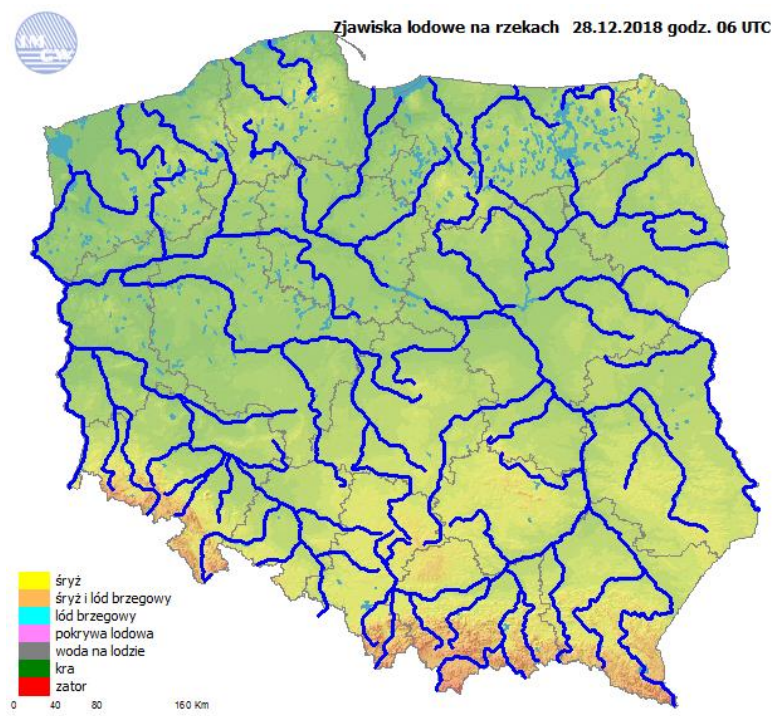 IMGW
Zjawiska lodowe na rzekach 28.12.2018 godz. 06 UTC
śryż
śryż i lód brzegowy
lód brzegowy
pokrywa lodowa
woda na lodzie
kra
zator
0 40 80 160 Km